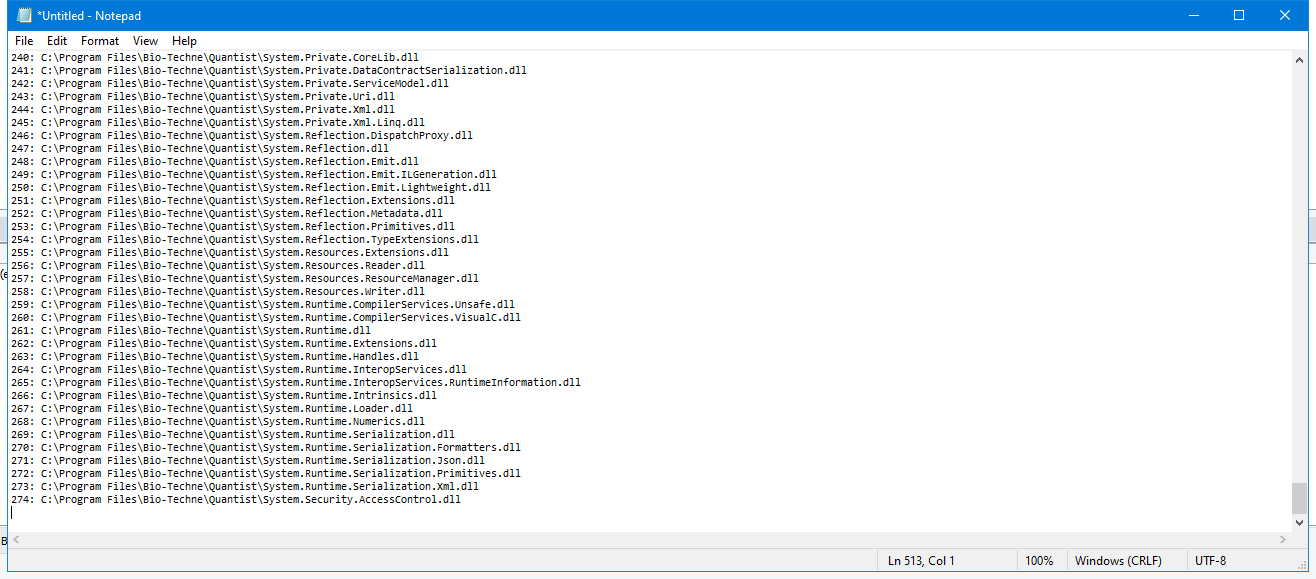 *Untitled - Notepad
File Edit Format View Help
240: C:\Program Files\Bio-Techne\Quantist\System.Private.CoreLib.dll
241: C:\Program Files\Bio-Techne\Quantist\System.Private.DataContractSerialization.dll
242: C:\Program Files\Bio-Techne\Quantist\System.Private.ServiceModel.dll
243: C:\Program Files\Bio-Techne\Quantist\System.Private.Uri.dll
244: C:\Program Files\Bio-Techne\Quantist\System.Private.Xml.dll
245: C:\Program Files\Bio-Techne\Quantist\System.Private.Xml.Linq.dll
246: C:\Program Files\Bio-Techne\Quantist\System.Reflection.DispatchProxy.dll
247: C:\Program Files\Bio-Techne\Quantist\System.Reflection.dll
248: C:\Program Files\Bio-Techne\Quantist\System.Reflection.Emit.dll
249: C:\Program Files\Bio-Techne\Quantist\System.Reflection.Emit.ILGeneration.dll
250: C:\Program Files\Bio-Techne\Quantist\System.Reflection.Emit.Lightweight.dll
251: C:\Program Files\Bio-Techne\Quantist\System.Reflection.Extensions.dll
252: C:\Program Files\Bio-Techne\Quantist\System.Reflection.Metadata.dll
253: C:\Program Files\Bio-Techne\Quantist\System.Reflection.Primitives.dll
254: C:\Program Files\Bio-Techne\Quantist\System.Reflection.TypeExtensions.dll
255: C:\Program Files\Bio-Techne\Quantist\System.Resources.Extensions.dll
256: C:\Program Files\Bio-Techne\Quantist\System.Resources.Reader.dll
257: C:\Program Files\Bio-Techne\Quantist\System.Resources.ResourceManager.dll
258: C:\Program Files\Bio-Techne\Quantist\System.Resources.Writer.dll
259: C:\Program Files\Bio-Techne\Quantist\System.Runtime.CompilerServices.Unsafe.dll
260: C:\Program Files\Bio-Techne\Quantist\System.Runtime.CompilerServices.VisualC.dll
261: C:\Program Files\Bio-Techne\Quantist\System.Runtime.dll
262: C:\Program Files\Bio-Techne\Quantist\System.Runtime.Extensions.dll
263: C:\Program Files\Bio-Techne\Quantist\System.Runtime.Handles.dll
264: C:\Program Files\Bio-Techne\Quantist\System.Runtime.InteropServices.dll
265: C:\Program Files\Bio-Techne\Quantist\System.Runtime.InteropServices.RuntimeInformation.dll
266: C:\Program Files\Bio-Techne\Quantist\System.Runtime.Intrinsics.dll
267: C:\Program Files\Bio-Techne\Quantist\System.Runtime.Loader.dll
268: C:\Program Files\Bio-Techne\Quantist\System.Runtime.Numerics.dll
269: C:\Program Files\Bio-Techne\Quantist\System.Runtime.Serialization.dll
270: C:\Program Files\Bio-Techne\Quantist\System.Runtime.Serialization.Formatters.dll
271: C:\Program Files\Bio-Techne\Quantist\System.Runtime.Serialization.Json.dll
272: C:\Program Files\Bio-Techne\Quantist\System.Runtime.Serialization.Primitives.dll
273: C:\Program Files\Bio-Techne\Quantist\System.Runtime.Serialization.Xml.dll
274: C:\Program Files\Bio-Techne\Quantist\System.Security.AccessControl.dll
Ln 513, Col 1 100% Windows (CRLF) UTF-8